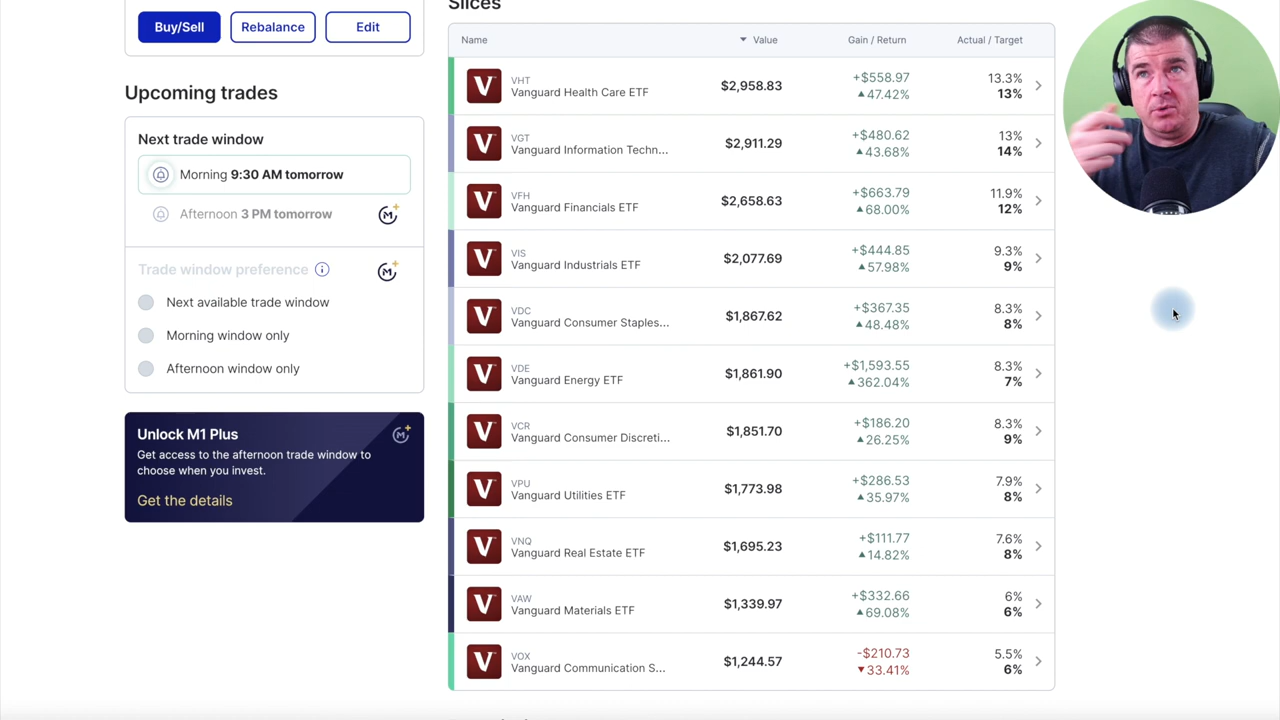 Slices
Buy/Sell
Rebalance
Edit
Upcoming trades
Next trade window
Morning 9:30 AM tomorrow
Afternoon 3 PM tomorrow
Trade window preference
Next available trade window
Morning window only
Afternoon window only
Unlock M1 Plus
Get access to the afternoon trade window to
choose when you invest.
Get the details
Name Value Gain / Return Actual / Target
VHT
Vanguard Health Care ETF
$2,958.83
+$558.97
47.42%
13.3%
13%
VGT
Vanguard Information Techn...
$2,911.29
+$480.62
43.68%
13%
14%
VFH
Vanguard Financials ETF
$2,658.63
+$663.79
68.00%
11.9%
12%
VIS
Vanguard Industrials ETF
$2,077.69
+$444.85
57.98%
9.3%
9%
VDC
Vanguard Consumer Staples...
$1,867.62
+$367.35
48.48%
8.3%
8%
VDE
Vanguard Energy ETF
$1,861.90
+$1,593.55
362.04%
8.3%
7%
VCR
Vanguard Consumer Discreti...
$1,851.70
+$186.20
26.25%
8.3%
9%
VPU
Vanguard Utilities ETF
$1,773.98
+$286.53
35.97%
7.9%
8%
VNQ
Vanguard Real Estate ETF
$1,695.23
+$111.77
14.82%
7.6%
8%
VAW
Vanguard Materials ETF
$1,339.97
+$332.66
69.08%
6%
6%
VOX
Vanguard Communication S...
$1,244.57
-$210.73
33.41%
5.5%
6%